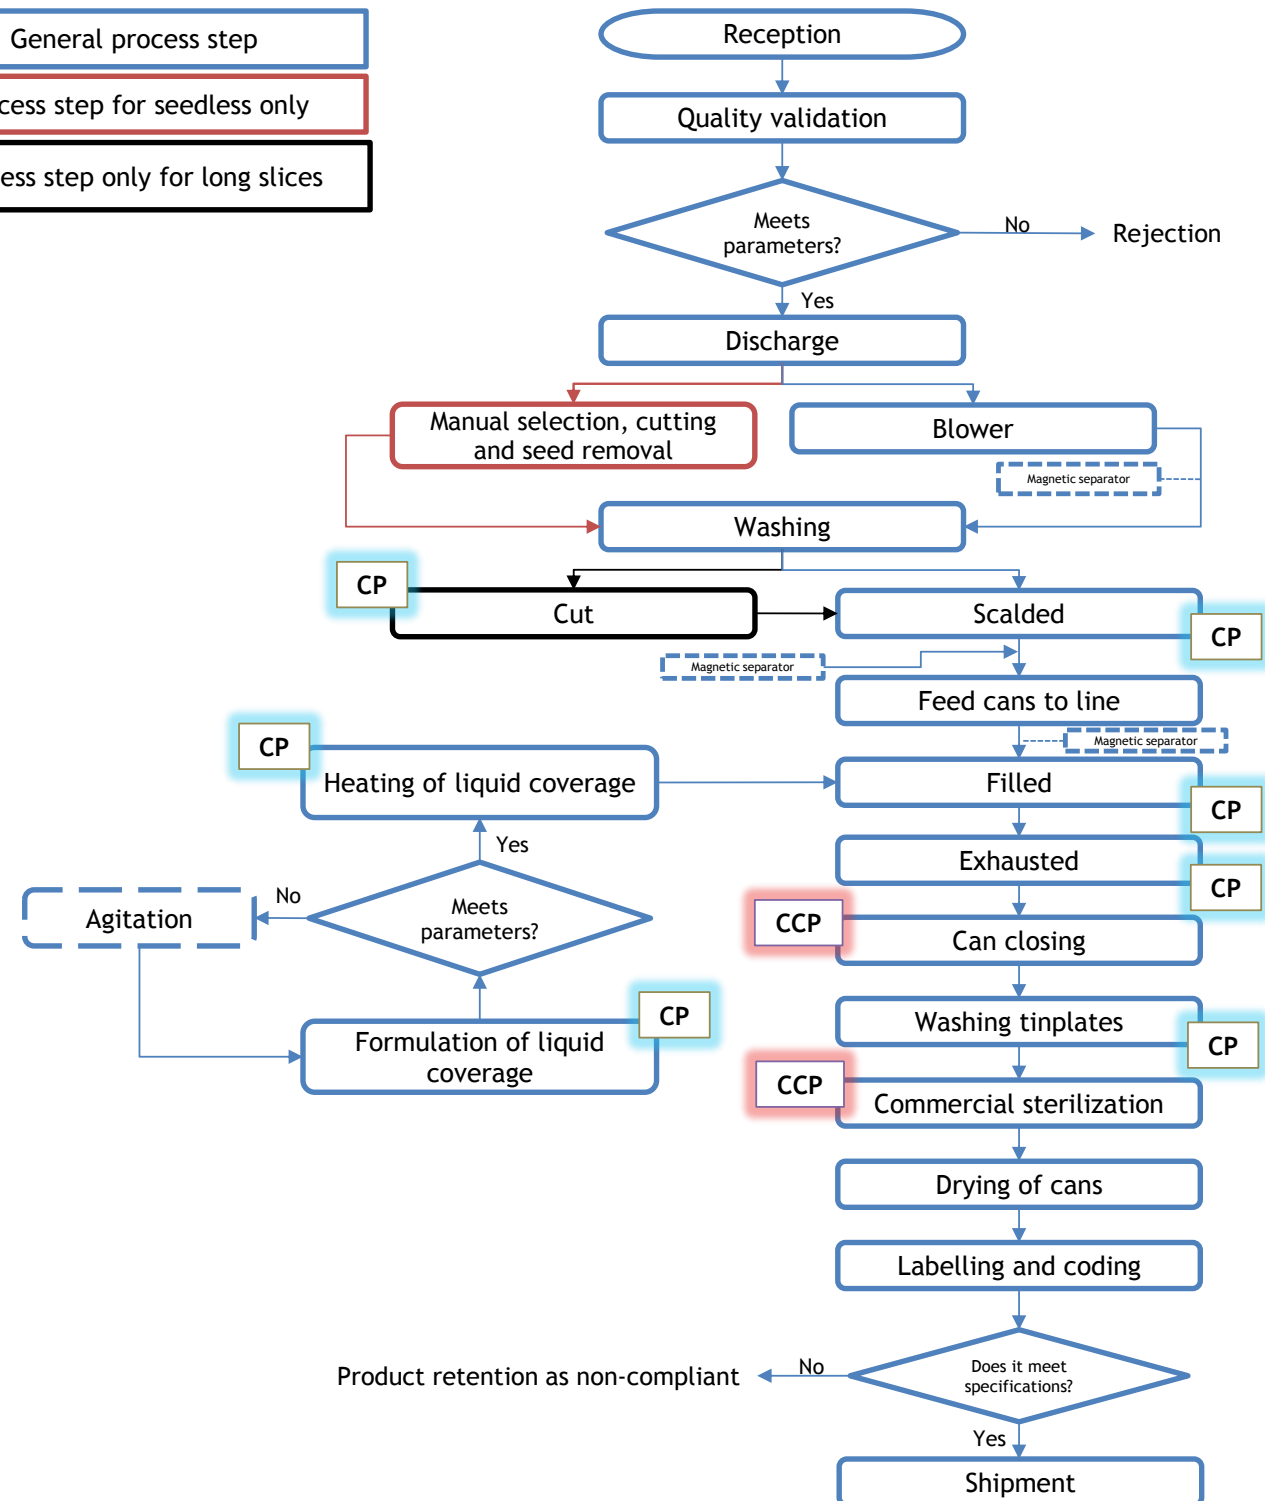 General process step
cess step for seedless only
ess step only for long slices
Reception
Quality validation
Meets
parameters?
No
Rejection
Yes
Discharge
Manual selection, cutting
and seed removal
Blower
Magnetic separator
Washing
CP
Cut
Scalded
CP
Magnetic separator
Feed cans to line
Magnetic separator
CP
Heating of liquid coverage
Filled
CP
Yes
Exhausted
CP
Agitation
No
Meets
parameters?
CCP
Can closing
CP
Formulation of liquid
coverage
Washing tinplates
CP
CCP
Commercial sterilization
Drying of cans
Labelling and coding
Does it meet
specifications?
No
Product retention as non-compliant
Yes
Shipment